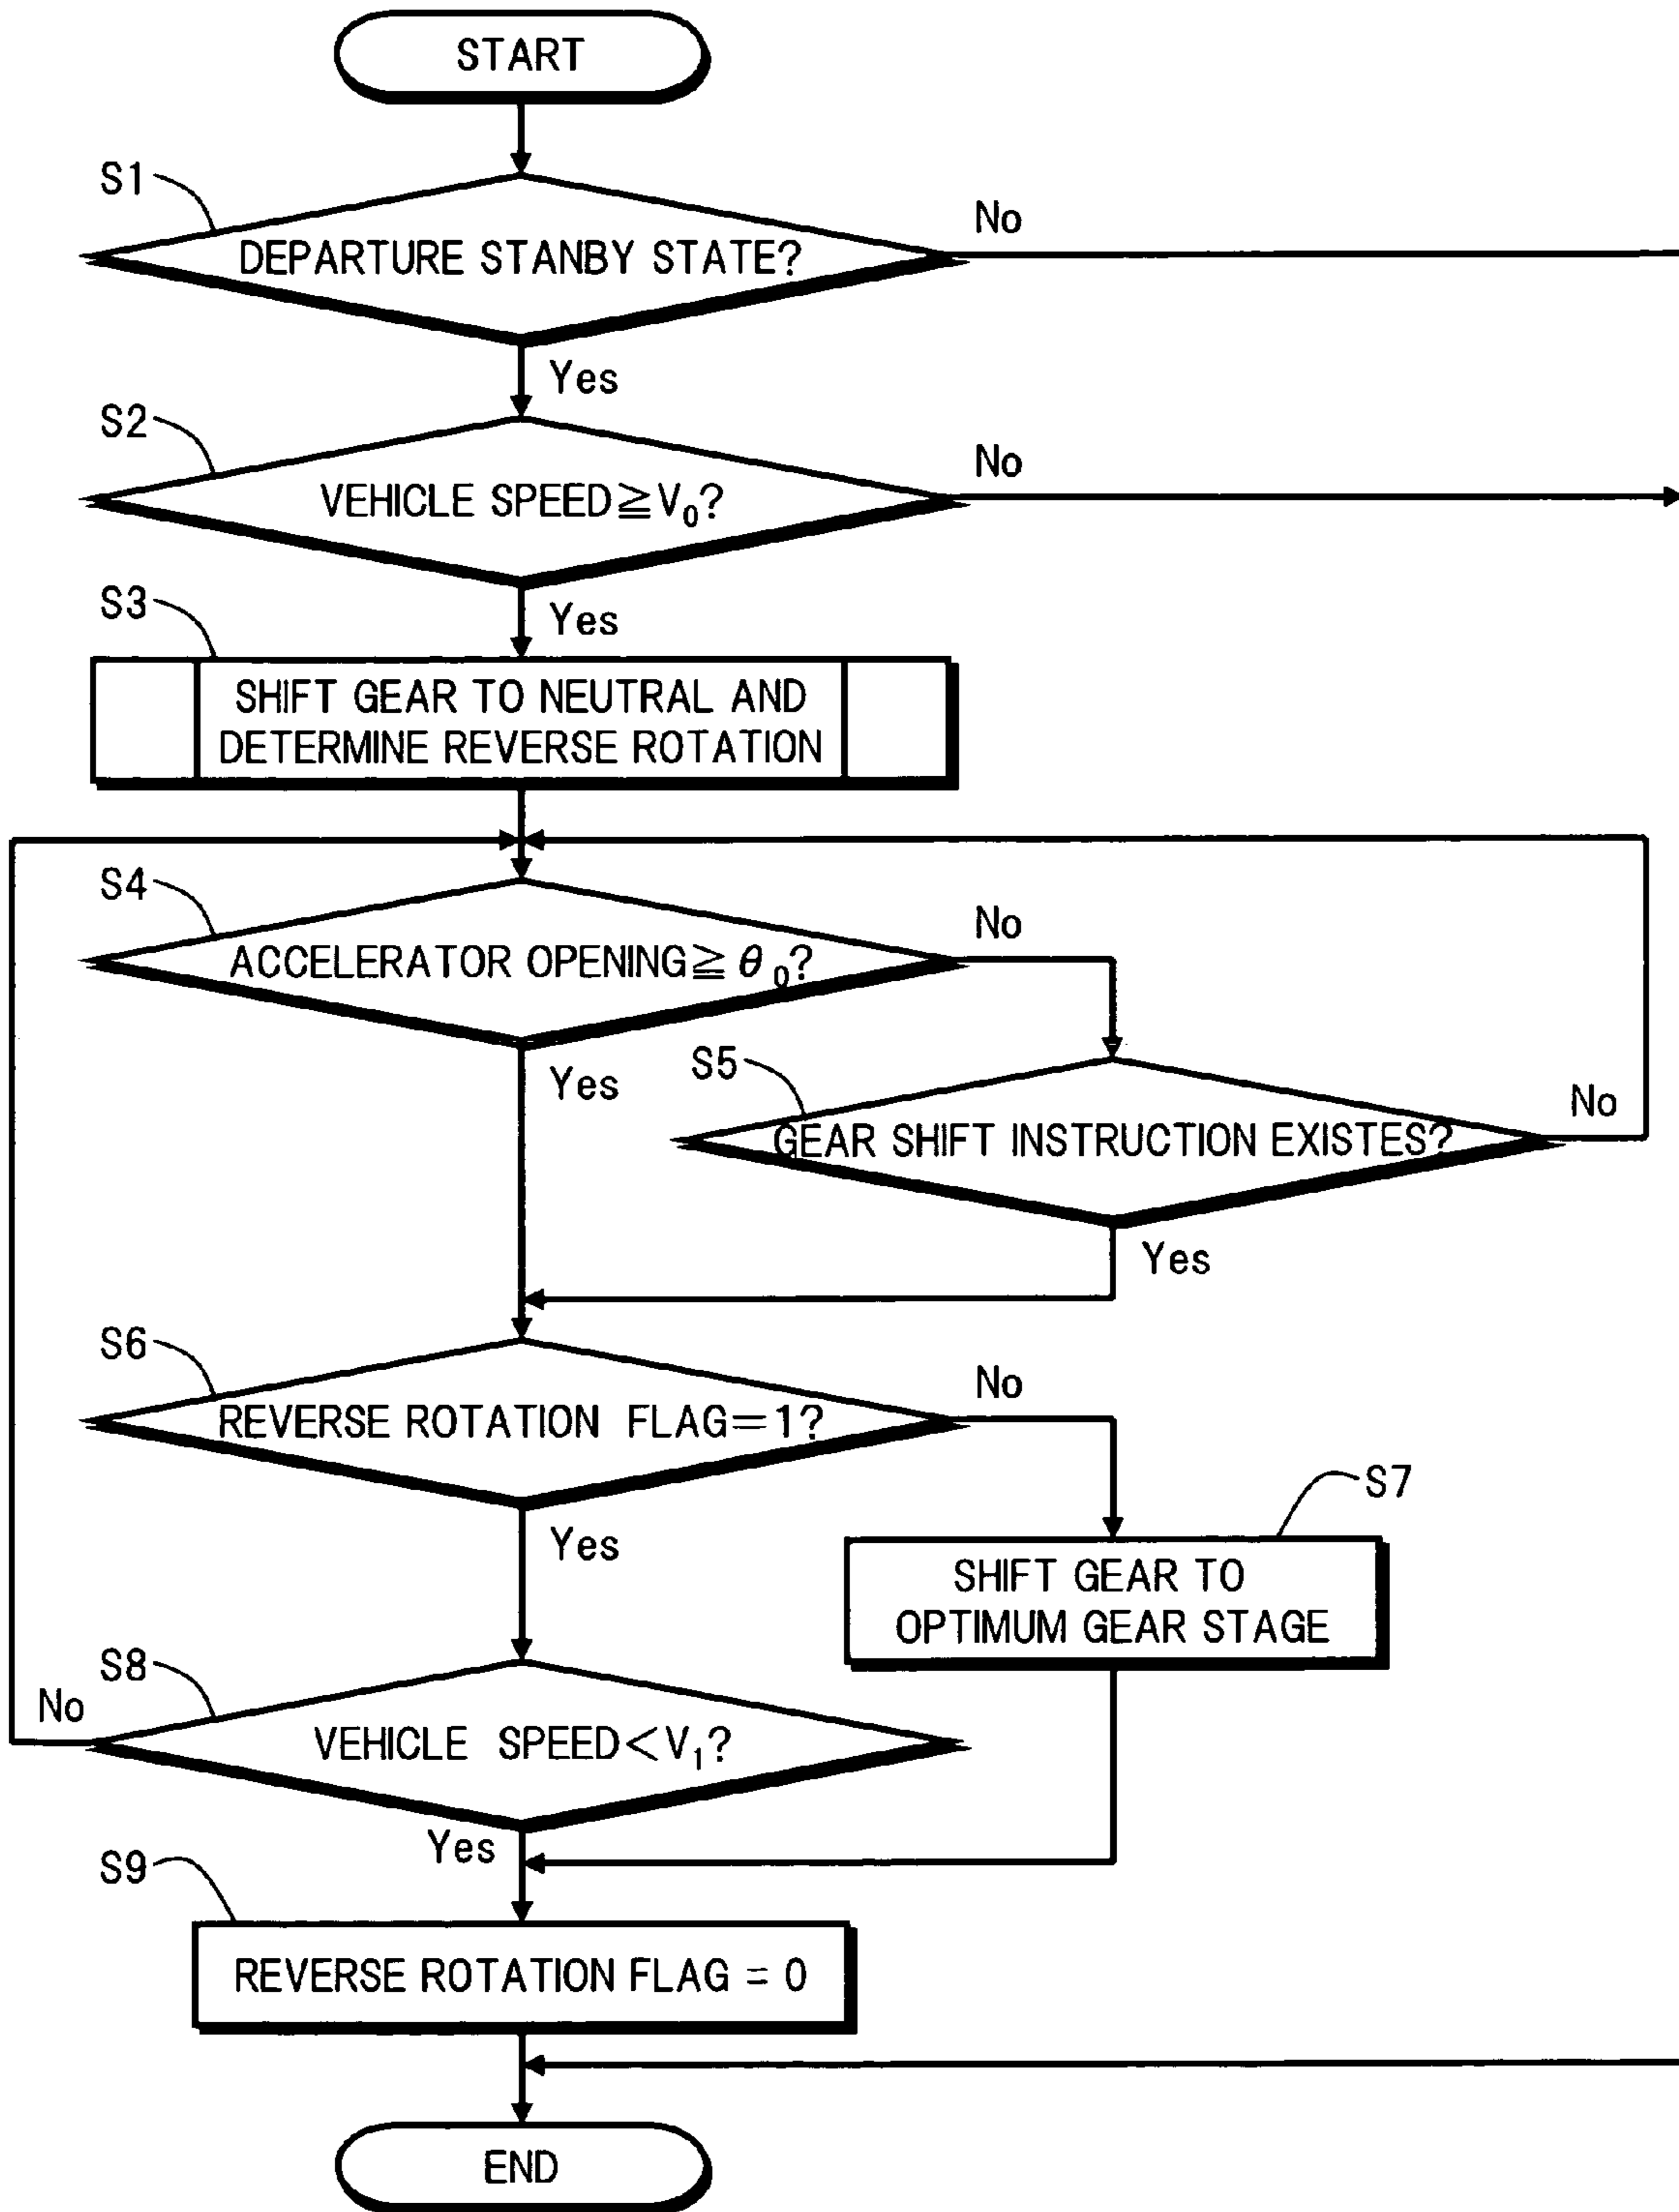 START
S1
DEPARTURE STANBY STATE?
No
Yes
S2
VEHICLE SPEED≧V₀?
No
Yes
S3
SHIFT GEAR TO NEUTRAL AND
DETERMINE REVERSE ROTATION
S4
ACCELERATOR OPENING≧θ₀?
No
Yes
S5
GEAR SHIFT INSTRUCTION EXISTES?
No
Yes
S6
REVERSE ROTATION FLAG=1?
No
Yes
S7
SHIFT GEAR TO
OPTIMUM GEAR STAGE
S8
No
VEHICLE SPEED<V₁?
Yes
S9
REVERSE ROTATION FLAG = 0
END